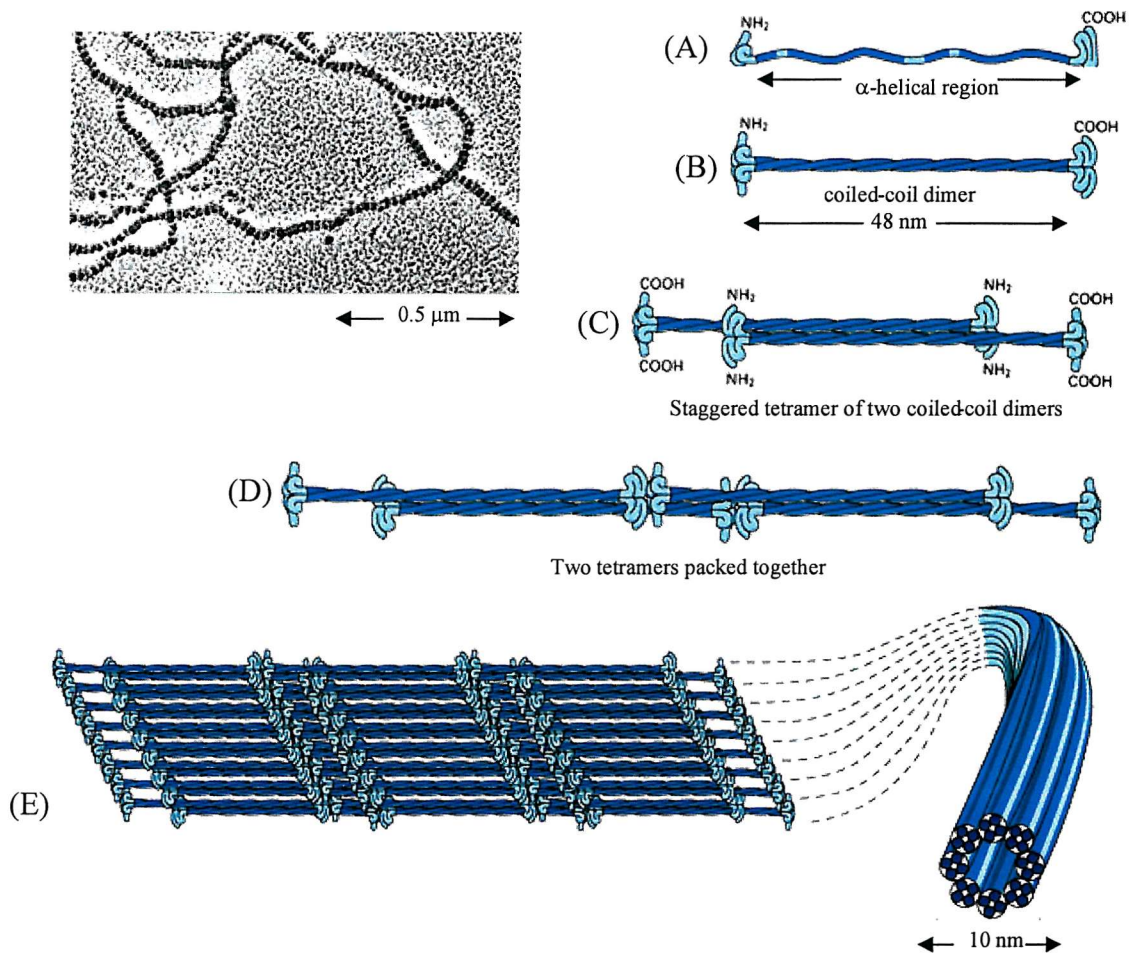 NH₂
COOH
(A)
α-helical region
NH₂
COOH
(B)
coiled-coil dimer
48 nm
0.5 μm
COOH
NH₂
NH₂
COOH
(C)
COOH
NH₂
NH₂
COOH
Staggered tetramer of two coiled-coil dimers
(D)
Two tetramers packed together
(E)
10 nm